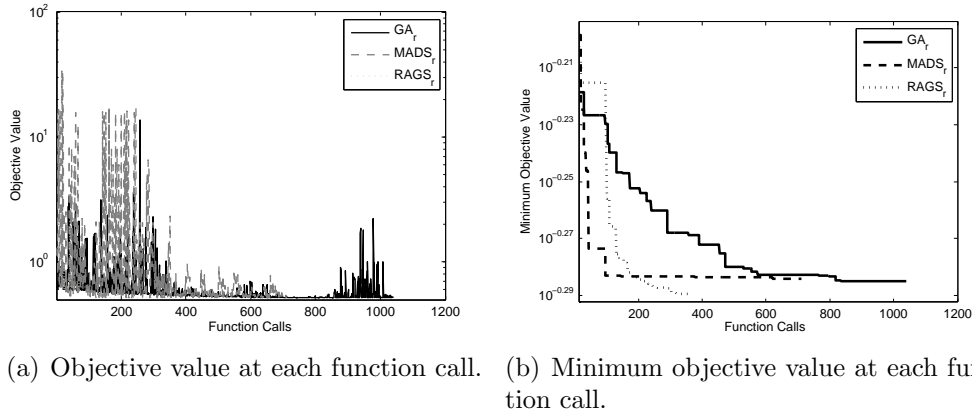 10^2
10^1
10^0
Objective Value
GA_r
MADS_r
RAGS_r
200 400 600 800 1000 1200
Function Calls
10^−0.21
10^−0.23
10^−0.25
10^−0.27
10^−0.29
Minimum Objective Value
GA_r
MADS_r
RAGS_r
200 400 600 800 1000 1200
Function Calls
(a) Objective value at each function call.
(b) Minimum objective value at each fun
tion call.